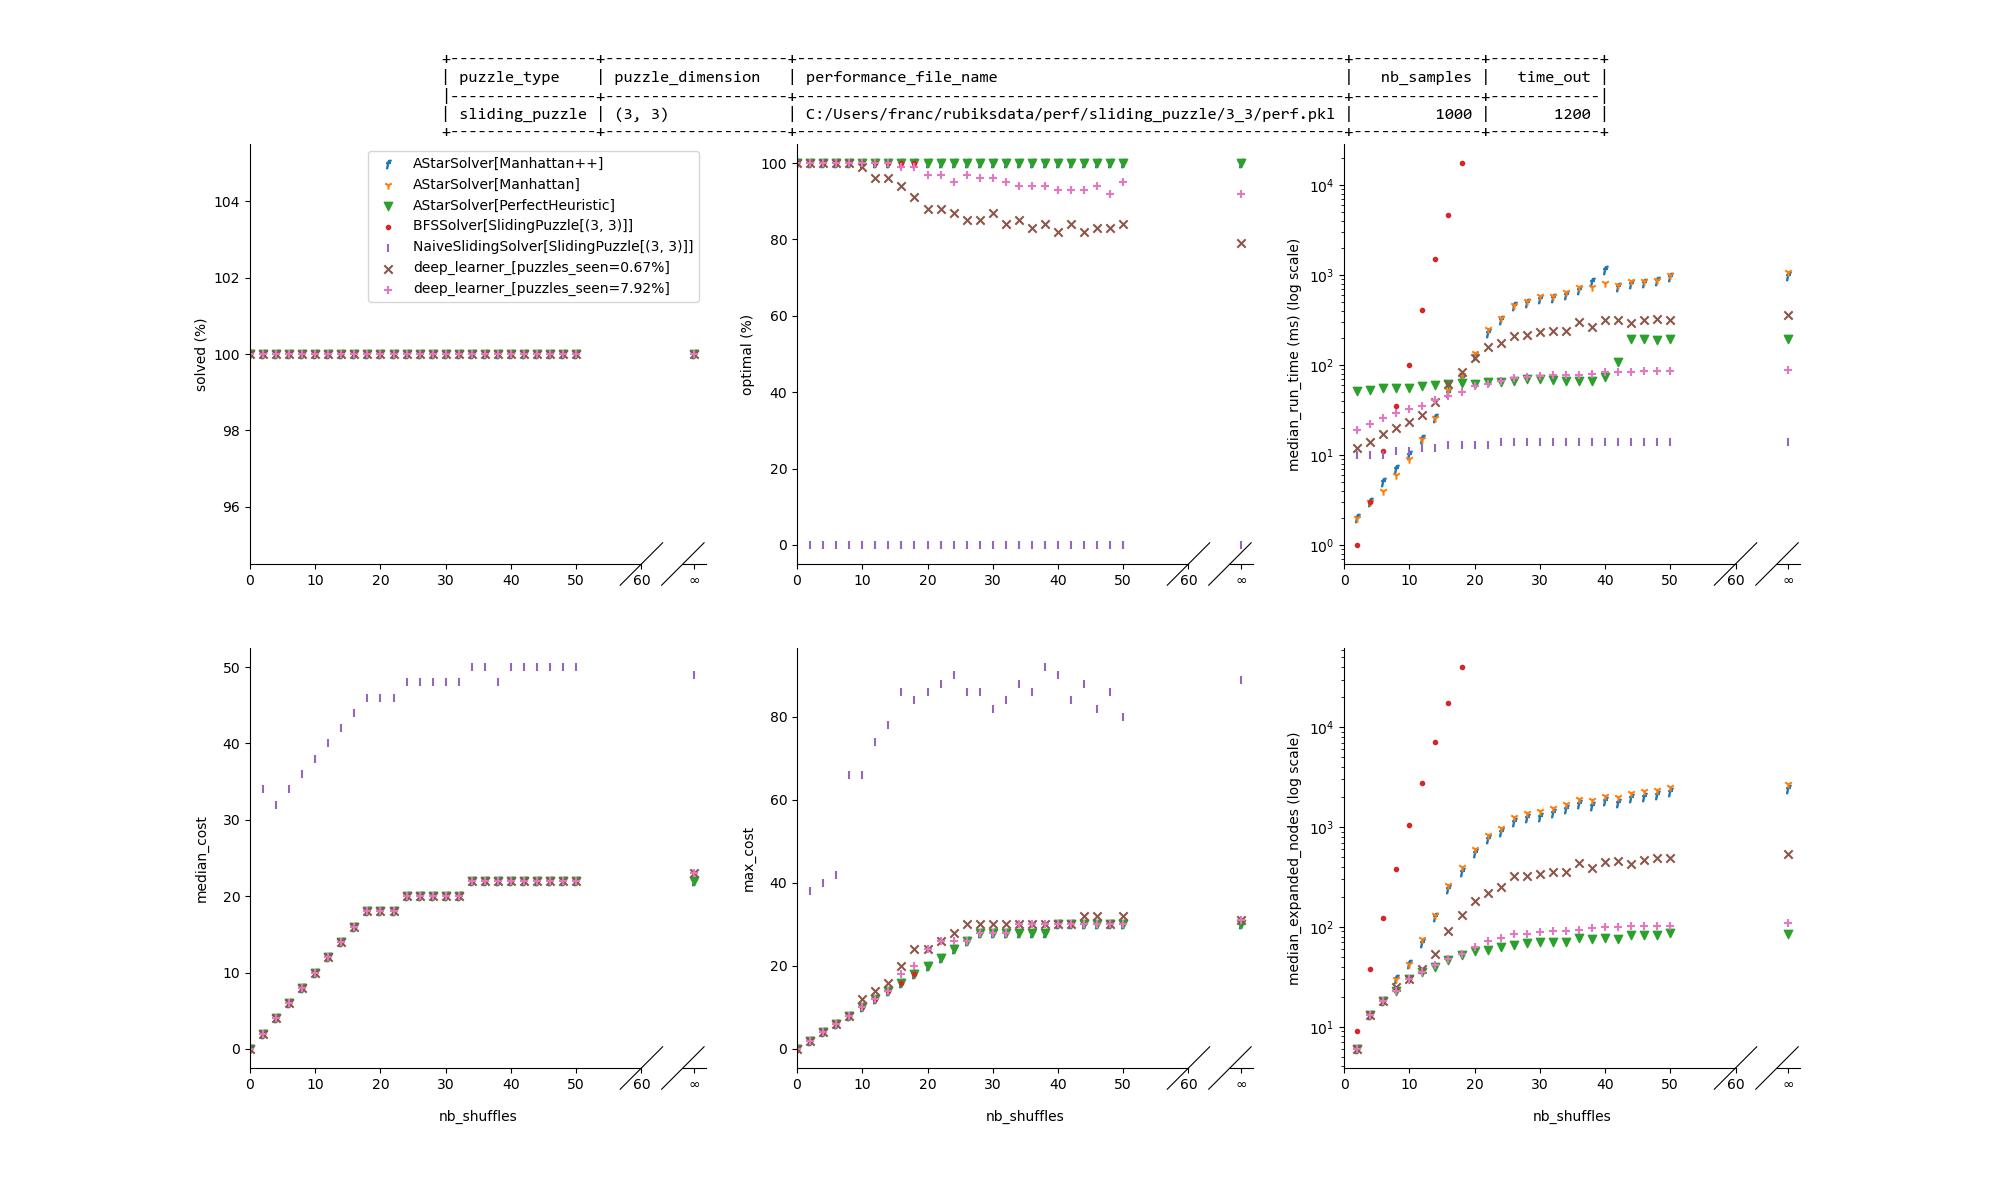 +----------------+--------------------+------------------------------------------------------------+--------------+------------+
| puzzle_type | puzzle_dimension | performance_file_name | nb_samples | time_out |
|----------------+--------------------+------------------------------------------------------------+--------------+------------|
| sliding_puzzle | (3, 3) | C:/Users/franc/rubiksdata/perf/sliding_puzzle/3_3/perf.pkl | 1000 | 1200 |
+----------------+--------------------+------------------------------------------------------------+--------------+------------+
AStarSolver[Manhattan++]
AStarSolver[Manhattan]
AStarSolver[PerfectHeuristic]
BFSSolver[SlidingPuzzle[(3, 3)]]
NaiveSlidingSolver[SlidingPuzzle[(3, 3)]]
deep_learner_[puzzles_seen=0.67%]
deep_learner_[puzzles_seen=7.92%]
solved (%)
104
102
100
98
96
0 10 20 30 40 50 60 ∞
optimal (%)
100
80
60
40
20
0
0 10 20 30 40 50 60 ∞
median_run_time (ms) (log scale)
10⁴
10³
10²
10¹
10⁰
0 10 20 30 40 50 60 ∞
median_cost
50
40
30
20
10
0
0 10 20 30 40 50 60 ∞
nb_shuffles
max_cost
80
60
40
20
0
0 10 20 30 40 50 60 ∞
nb_shuffles
median_expanded_nodes (log scale)
10⁴
10³
10²
10¹
0 10 20 30 40 50 60 ∞
nb_shuffles